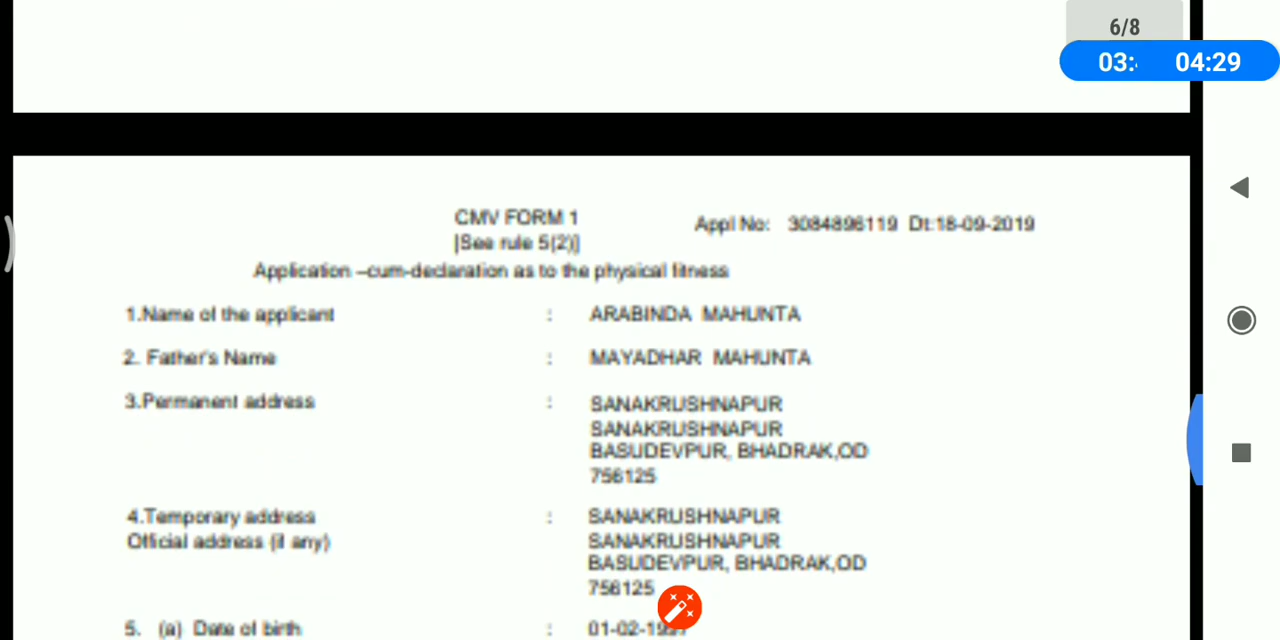 6/8
03: 04:29
CMV FORM 1
Appl No: 3084896119 Dt:18-09-2019
[See rule 5(2)]
Application –cum-declaration as to the physical fitness
1.Name of the applicant : ARABINDA MAHUNTA
2. Father's Name : MAYADHAR MAHUNTA
3.Permanent address : SANAKRUSHNAPUR
SANAKRUSHNAPUR
BASUDEVPUR, BHADRAK,OD
756125
4.Temporary address : SANAKRUSHNAPUR
Official address (if any) SANAKRUSHNAPUR
BASUDEVPUR, BHADRAK,OD
756125
5. (a) Date of birth :